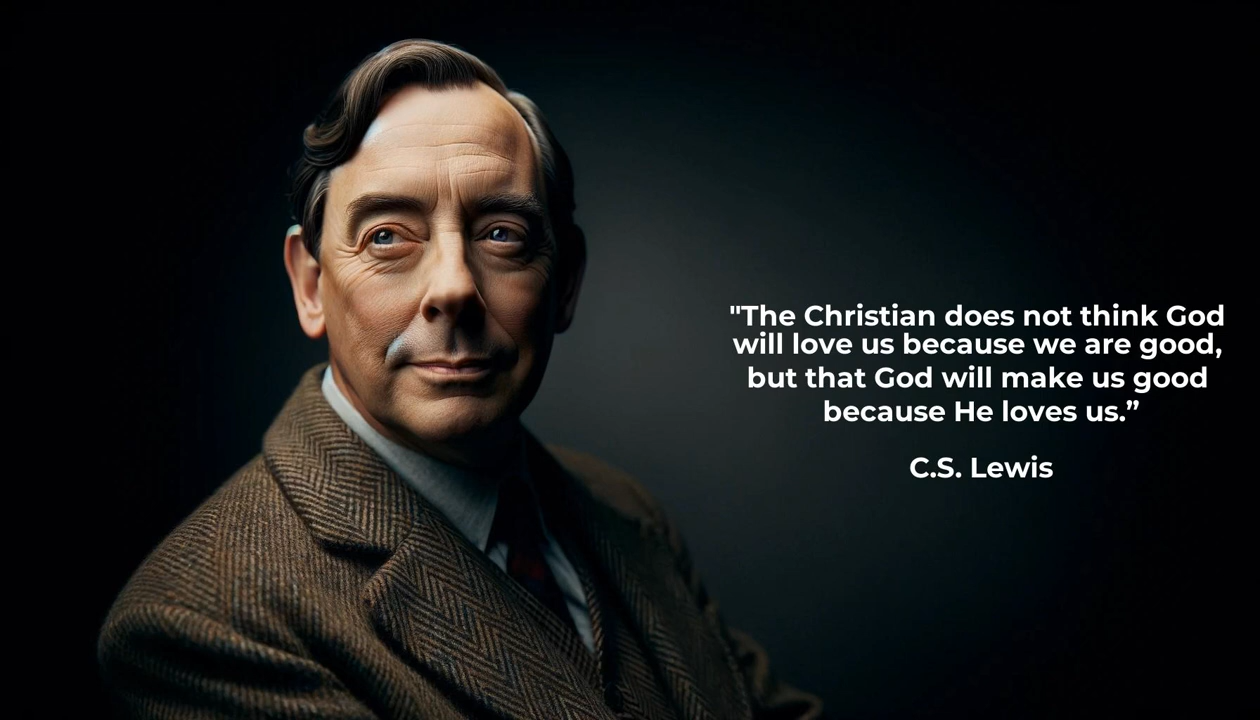 "The Christian does not think God
will love us because we are good,
but that God will make us good
because He loves us.”
C.S. Lewis